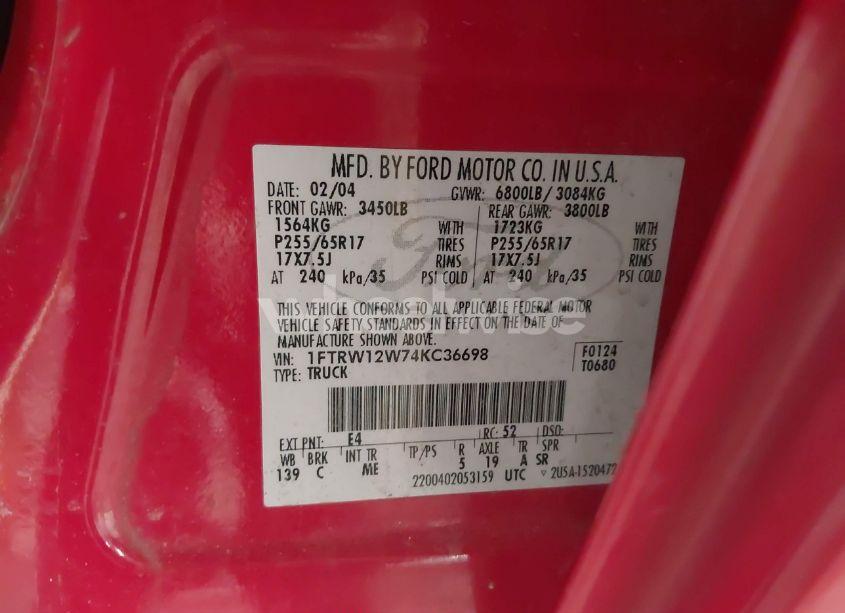 MFD. BY FORD MOTOR CO. IN U.S.A.
DATE: 02/04 GVWR: 6800LB/ 3084KG
FRONT GAWR: 3450LB REAR GAWR: 3800LB
1564KG WITH 1723KG WITH
P255/65R17 TIRES P255/65R17 TIRES
17X7.5J RIMS 17X7.5J RIMS
AT 240 kPa/35 PSI COLD AT 240 kPa/35 PSI COLD
THIS VEHICLE CONFORMS TO ALL APPLICABLE FEDERAL MOTOR
VEHICLE SAFETY STANDARDS IN EFFECT ON THE DATE OF
MANUFACTURE SHOWN ABOVE.
VIN: 1FTRW12W74KC36698 F0124
TYPE: TRUCK T0680
EXT PNT: E4 RC: 52 DSO:
WB BRK INT TR TP/PS R AXLE TR SPR
139 C ME 5 19 A SR
2200402053159 UTC ▽ 2U5A-1520472